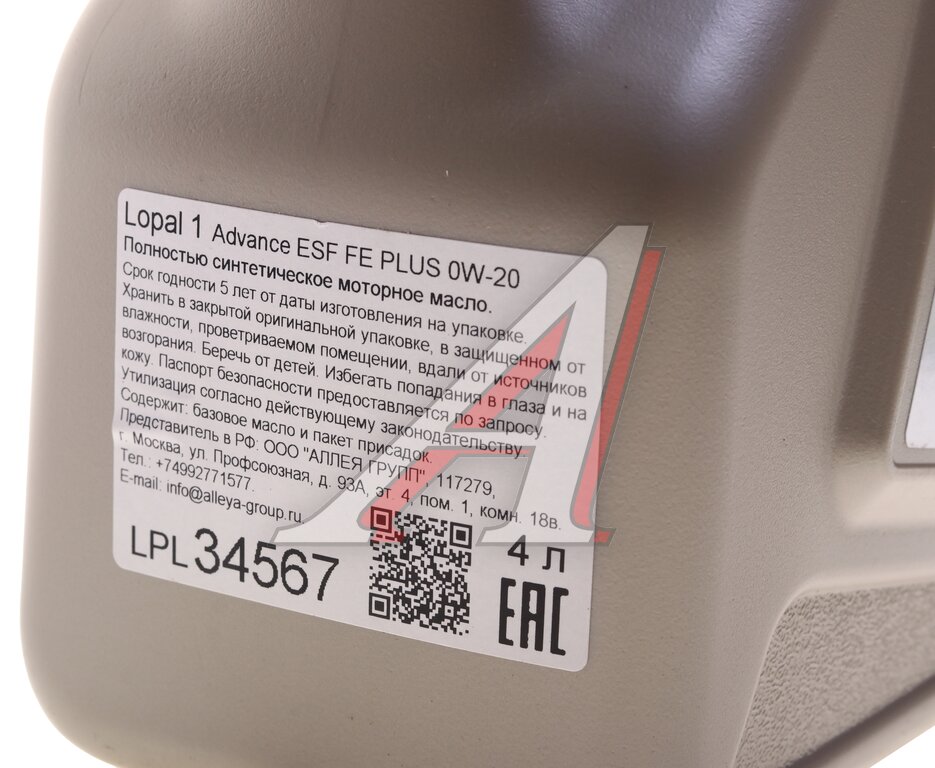 Lopal 1 Advance ESF FE PLUS 0W-20
Полностью синтетическое моторное масло.
Срок годности 5 лет от даты изготовления на упаковке.
Хранить в закрытой оригинальной упаковке, в защищенном от
влажности, проветриваемом помещении, вдали от источников
возгорания. Беречь от детей. Избегать попадания в глаза и на
кожу. Паспорт безопасности предоставляется по запросу.
Утилизация согласно действующему законодательству.
Содержит: базовое масло и пакет присадок.
Представитель в РФ: ООО "АЛЛЕЯ ГРУПП", 117279,
г. Москва, ул. Профсоюзная, д. 93А, эт. 4, пом. 1, комн. 18в.
Тел.: +74992771577.
E-mail: info@alleya-group.ru.
LPL34567
4 л
EAC